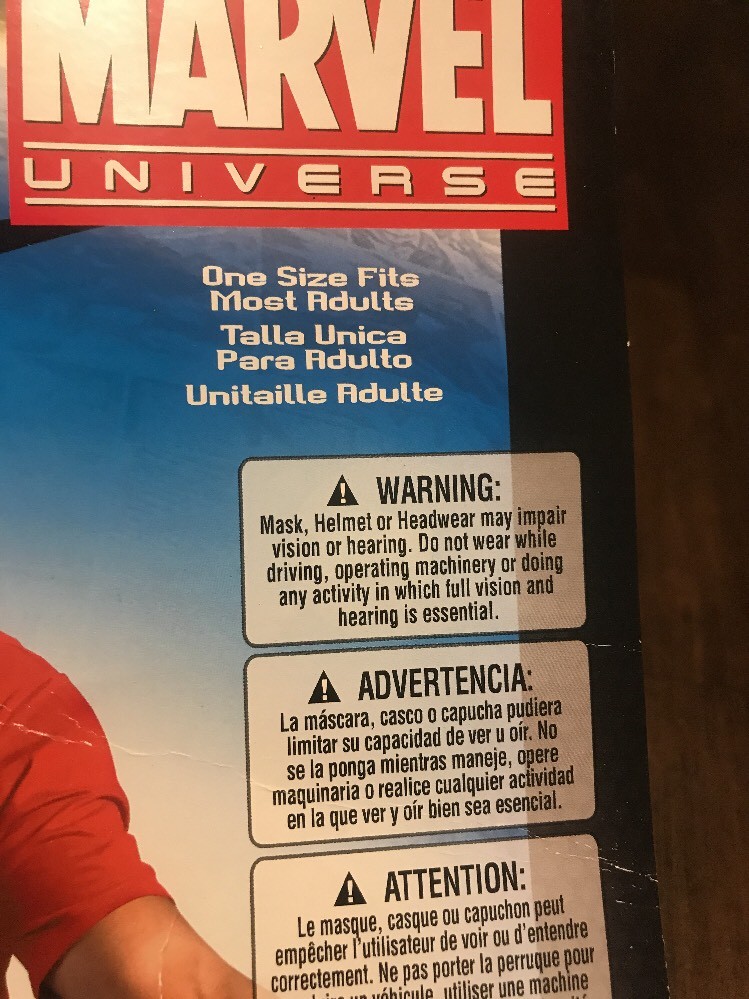 MARVEL
UNIVERSE
One Size Fits
Most Adults
Talla Unica
Para Adulto
Unitaille Adulte
WARNING:
Mask, Helmet or Headwear may impair
vision or hearing. Do not wear while
driving, operating machinery or doing
any activity in which full vision and
hearing is essential.
ADVERTENCIA:
La máscara, casco o capucha pudiera
limitar su capacidad de ver u oír. No
se la ponga mientras maneje, opere
maquinaria o realice cualquier actividad
en la que ver y oír bien sea esencial.
ATTENTION:
Le masque, casque ou capuchon peut
empêcher l'utilisateur de voir ou d'entendre
correctement. Ne pas porter la perruque pour
un véhicule, utiliser une machine